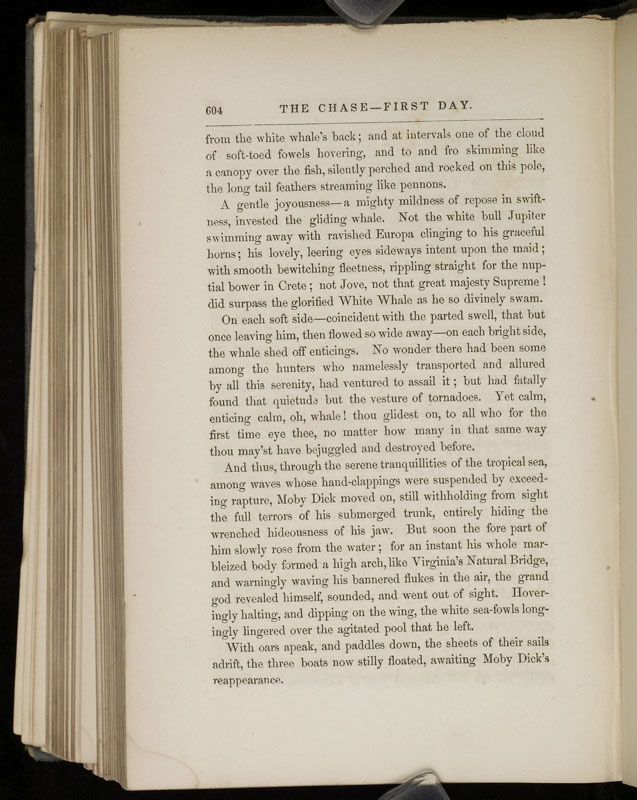 604 THE CHASE—FIRST DAY.
from the white whale's back; and at intervals one of the cloud
of soft-toed fowels hovering, and to and fro skimming like
a canopy over the fish, silently perched and rocked on this pole,
the long tail feathers streaming like pennons.
A gentle joyousness—a mighty mildness of repose in swift-
ness, invested the gliding whale. Not the white bull Jupiter
swimming away with ravished Europa clinging to his graceful
horns; his lovely, leering eyes sideways intent upon the maid;
with smooth bewitching fleetness, rippling straight for the nup-
tial bower in Crete; not Jove, not that great majesty Supreme!
did surpass the glorified White Whale as he so divinely swam.
On each soft side—coincident with the parted swell, that but
once leaving him, then flowed so wide away—on each bright side,
the whale shed off enticings. No wonder there had been some
among the hunters who namelessly transported and allured
by all this serenity, had ventured to assail it; but had fatally
found that quietude but the vesture of tornadoes. Yet calm,
enticing calm, oh, whale! thou glidest on, to all who for the
first time eye thee, no matter how many in that same way
thou may'st have bejuggled and destroyed before.
And thus, through the serene tranquillities of the tropical sea,
among waves whose hand-clappings were suspended by exceed-
ing rapture, Moby Dick moved on, still withholding from sight
the full terrors of his submerged trunk, entirely hiding the
wrenched hideousness of his jaw. But soon the fore part of
him slowly rose from the water; for an instant his whole mar-
bleized body formed a high arch, like Virginia's Natural Bridge,
and warningly waving his bannered flukes in the air, the grand
god revealed himself, sounded, and went out of sight. Hover-
ingly halting, and dipping on the wing, the white sea-fowls long-
ingly lingered over the agitated pool that he left.
With oars apeak, and paddles down, the sheets of their sails
adrift, the three boats now stilly floated, awaiting Moby Dick's
reappearance.